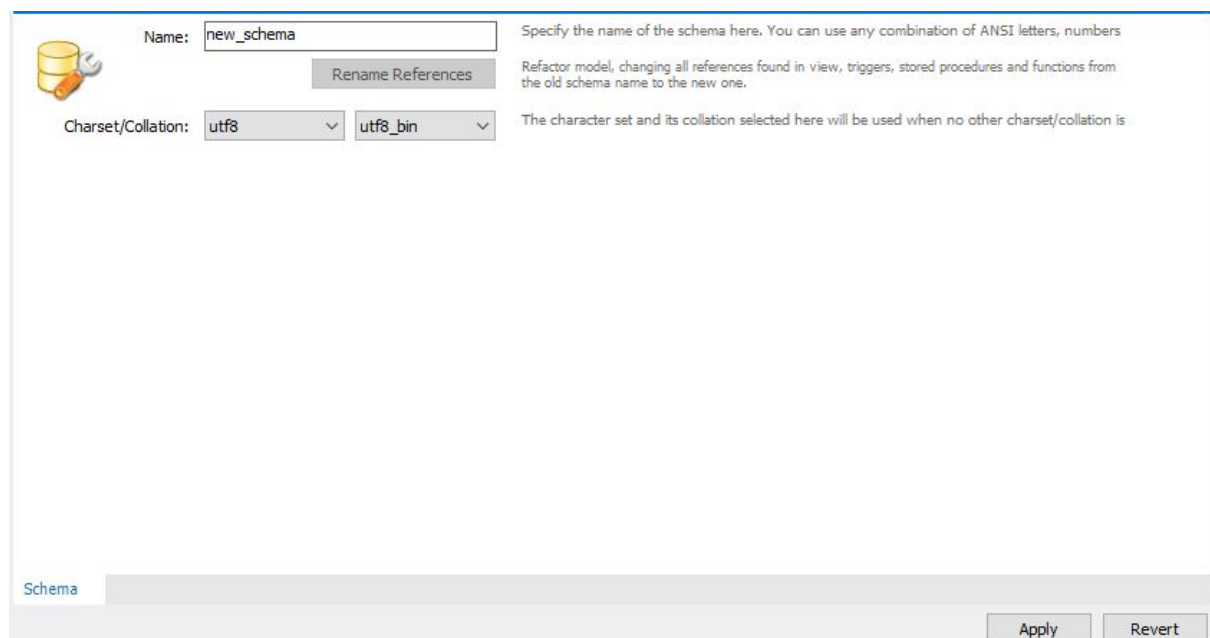 Name: new_schema Specify the name of the schema here. You can use any combination of ANSI letters, numbers
Rename References Refactor model, changing all references found in view, triggers, stored procedures and functions from
the old schema name to the new one.
Charset/Collation: utf8 utf8_bin The character set and its collation selected here will be used when no other charset/collation is
Schema
Apply Revert